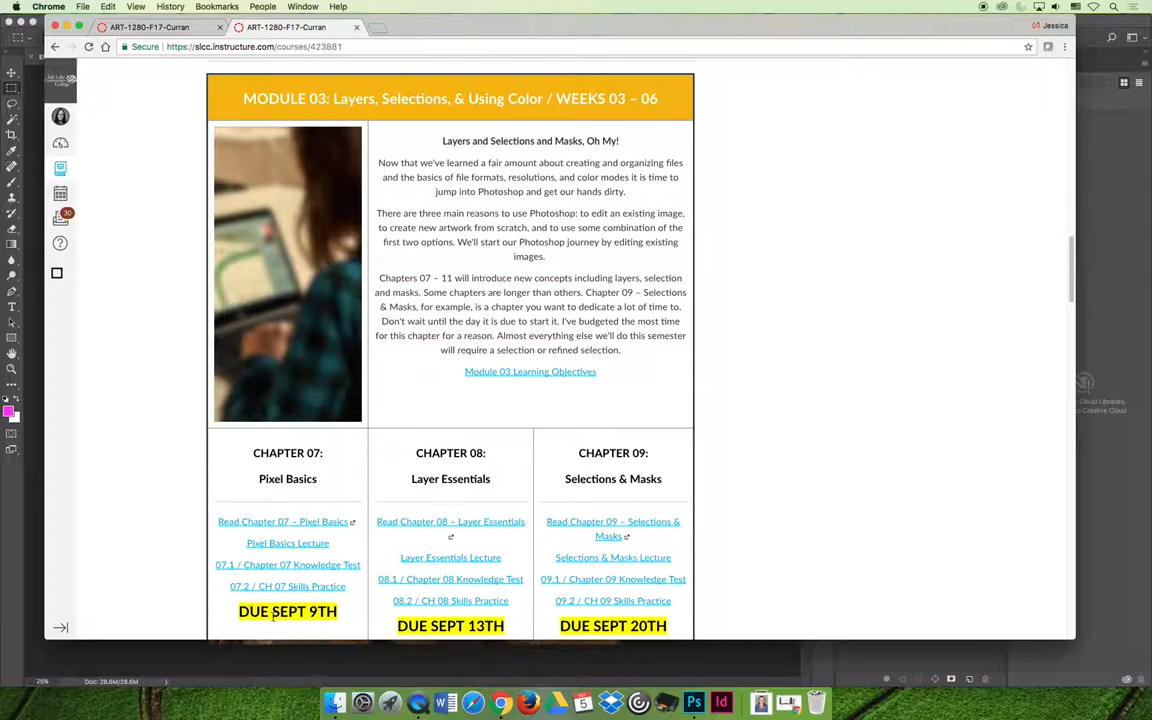 Chrome File Edit View History Bookmarks People Window Help
ART-1280-F17-Curran
ART-1280-F17-Curran
Jessica
Secure https://slcc.instructure.com/courses/423881
MODULE 03: Layers, Selections, & Using Color / WEEKS 03 – 06
Layers and Selections and Masks, Oh My!
Now that we've learned a fair amount about creating and organizing files
and the basics of file formats, resolutions, and color modes it is time to
jump into Photoshop and get our hands dirty.
There are three main reasons to use Photoshop: to edit an existing image,
to create new artwork from scratch, and to use some combination of the
first two options. We'll start our Photoshop journey by editing existing
images.
Chapters 07 – 11 will introduce new concepts including layers, selection
and masks. Some chapters are longer than others. Chapter 09 – Selections
& Masks, for example, is a chapter you want to dedicate a lot of time to.
Don't wait until the day it is due to start it. I've budgeted the most time
for this chapter for a reason. Almost everything else we'll do this semester
will require a selection or refined selection.
Module 03 Learning Objectives
30
CHAPTER 07:
Pixel Basics
Read Chapter 07 – Pixel Basics
Pixel Basics Lecture
07.1 / Chapter 07 Knowledge Test
07.2 / CH 07 Skills Practice
DUE SEPT 9TH
CHAPTER 08:
Layer Essentials
Read Chapter 08 – Layer Essentials
Layer Essentials Lecture
08.1 / Chapter 08 Knowledge Test
08.2 / CH 08 Skills Practice
DUE SEPT 13TH
CHAPTER 09:
Selections & Masks
Read Chapter 09 – Selections &
Masks
Selections & Masks Lecture
09.1 / Chapter 09 Knowledge Test
09.2 / CH 09 Skills Practice
DUE SEPT 20TH
Cloud Libraries,
Creative Cloud
Doc: 28.6M/28.6M
5
W
Ps
Id